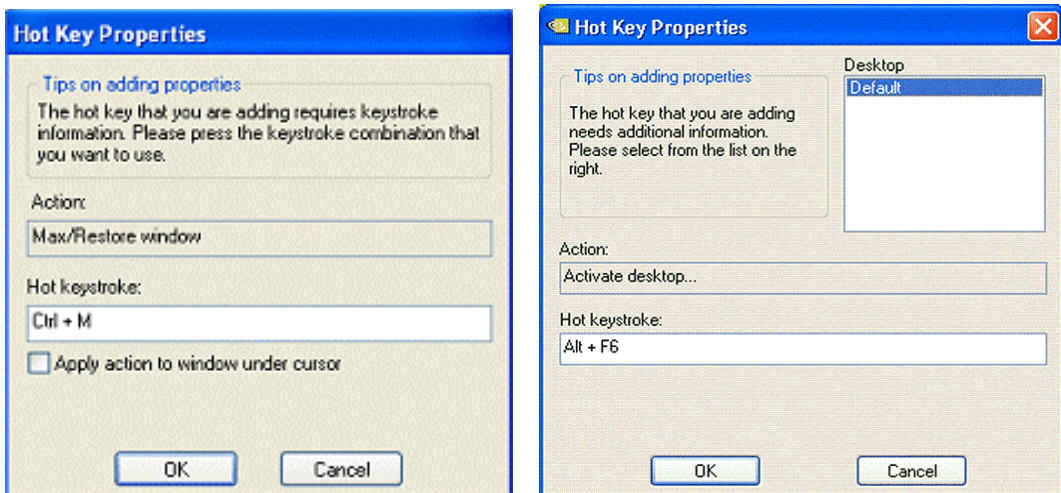 Hot Key Properties
Tips on adding properties
The hot key that you are adding requires keystroke
information. Please press the keystroke combination that
you want to use.
Action:
Max/Restore window
Hot keystroke:
Ctrl + M
Apply action to window under cursor
OK
Cancel
Hot Key Properties
Tips on adding properties
The hot key that you are adding
needs additional information.
Please select from the list on the
right.
Desktop
Default
Action:
Activate desktop...
Hot keystroke:
Alt + F6
OK
Cancel